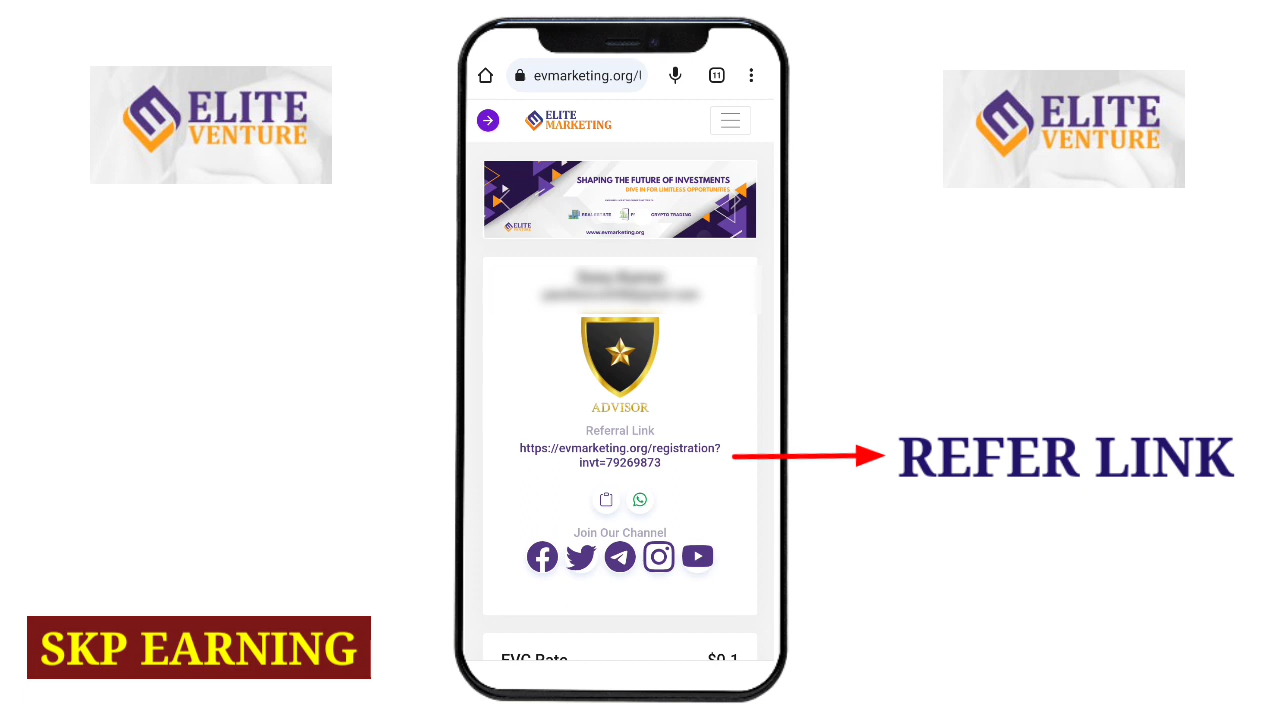 ELITE
VENTURE
ELITE
VENTURE
11
evmarketing.org/l
ELITE
MARKETING
SHAPING THE FUTURE OF INVESTMENTS
DIVE IN FOR LIMITLESS OPPORTUNITIES
REAL ESTATE
CRYPTO TRADING
ELITE
VENTURE
www.evmarketing.org
ADVISOR
Referral Link
https://evmarketing.org/registration?
invt=79269873
REFER LINK
Join Our Channel
EVC Rate
$0.1
SKP EARNING